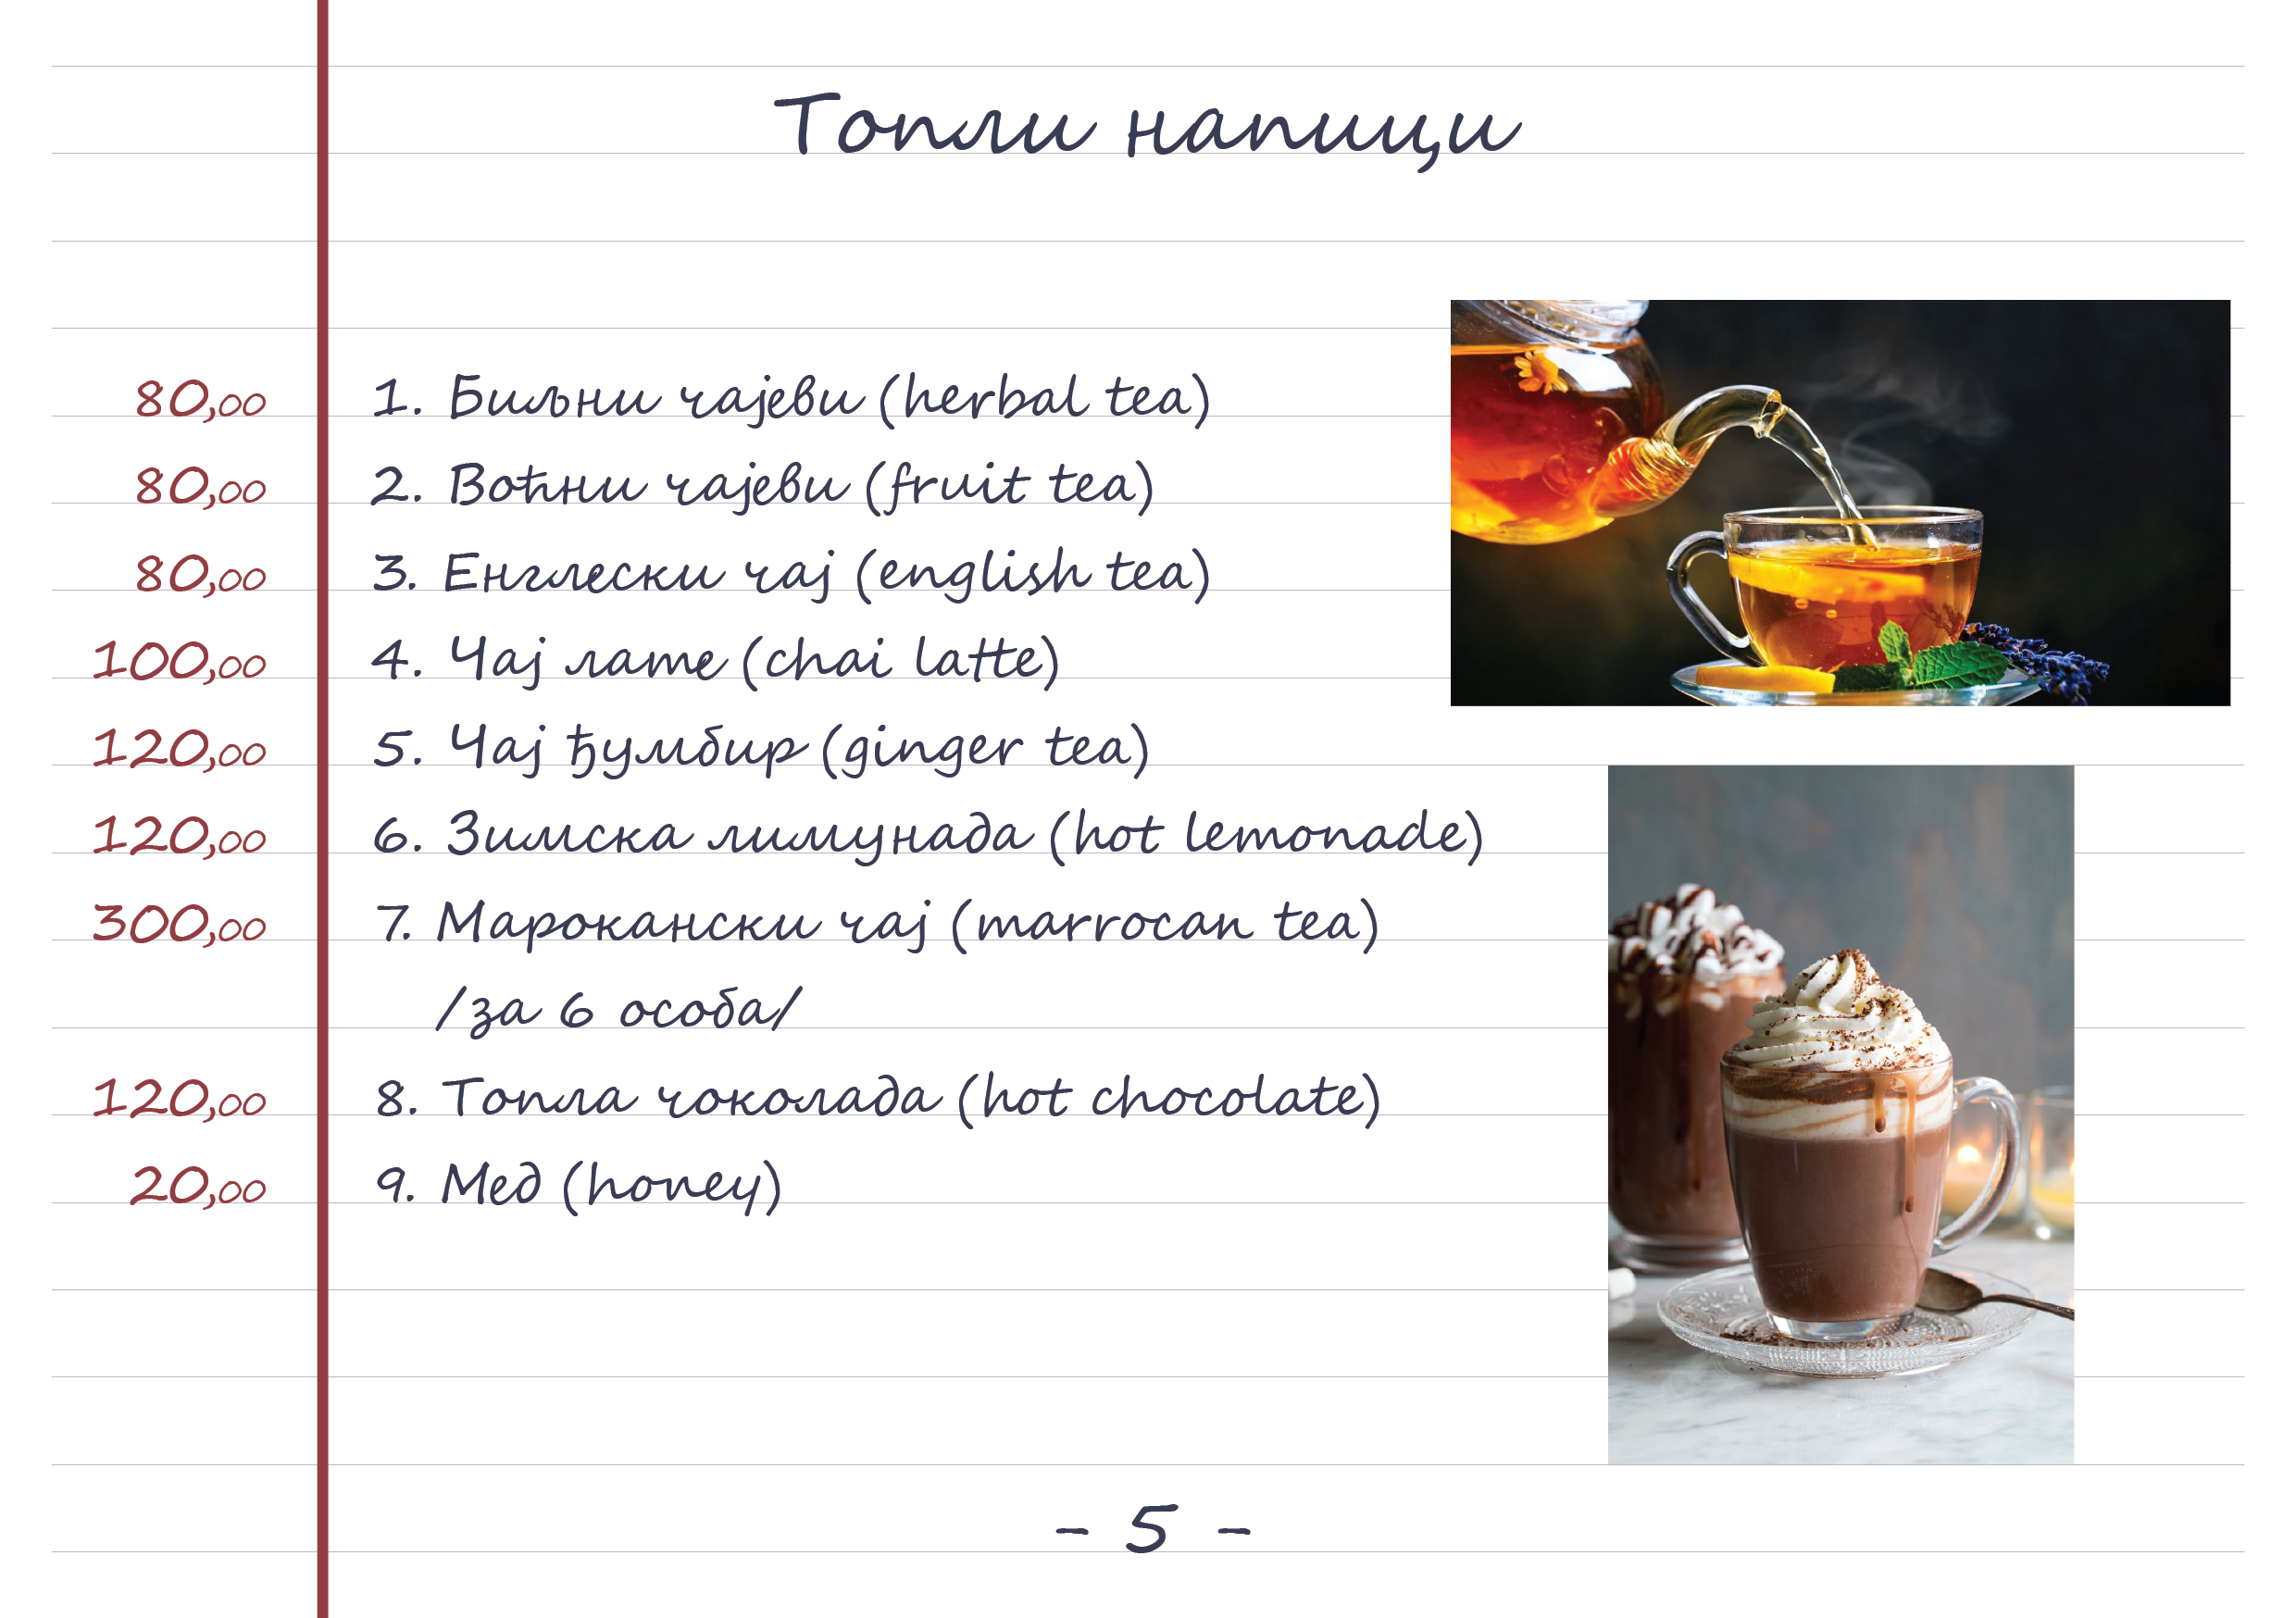 Топли напици
80,00 1. Биљни чајеви (herbal tea)
80,00 2. Воћни чајеви (fruit tea)
80,00 3. Енглески чај (english tea)
100,00 4. Чај лате (chai latte)
120,00 5. Чај ђумбир (ginger tea)
120,00 6. Зимска лимунада (hot lemonade)
300,00 7. Марокански чај (marrocan tea)
/за 6 особа/
120,00 8. Топла чоколада (hot chocolate)
20,00 9. Мед (honey)
- 5 -